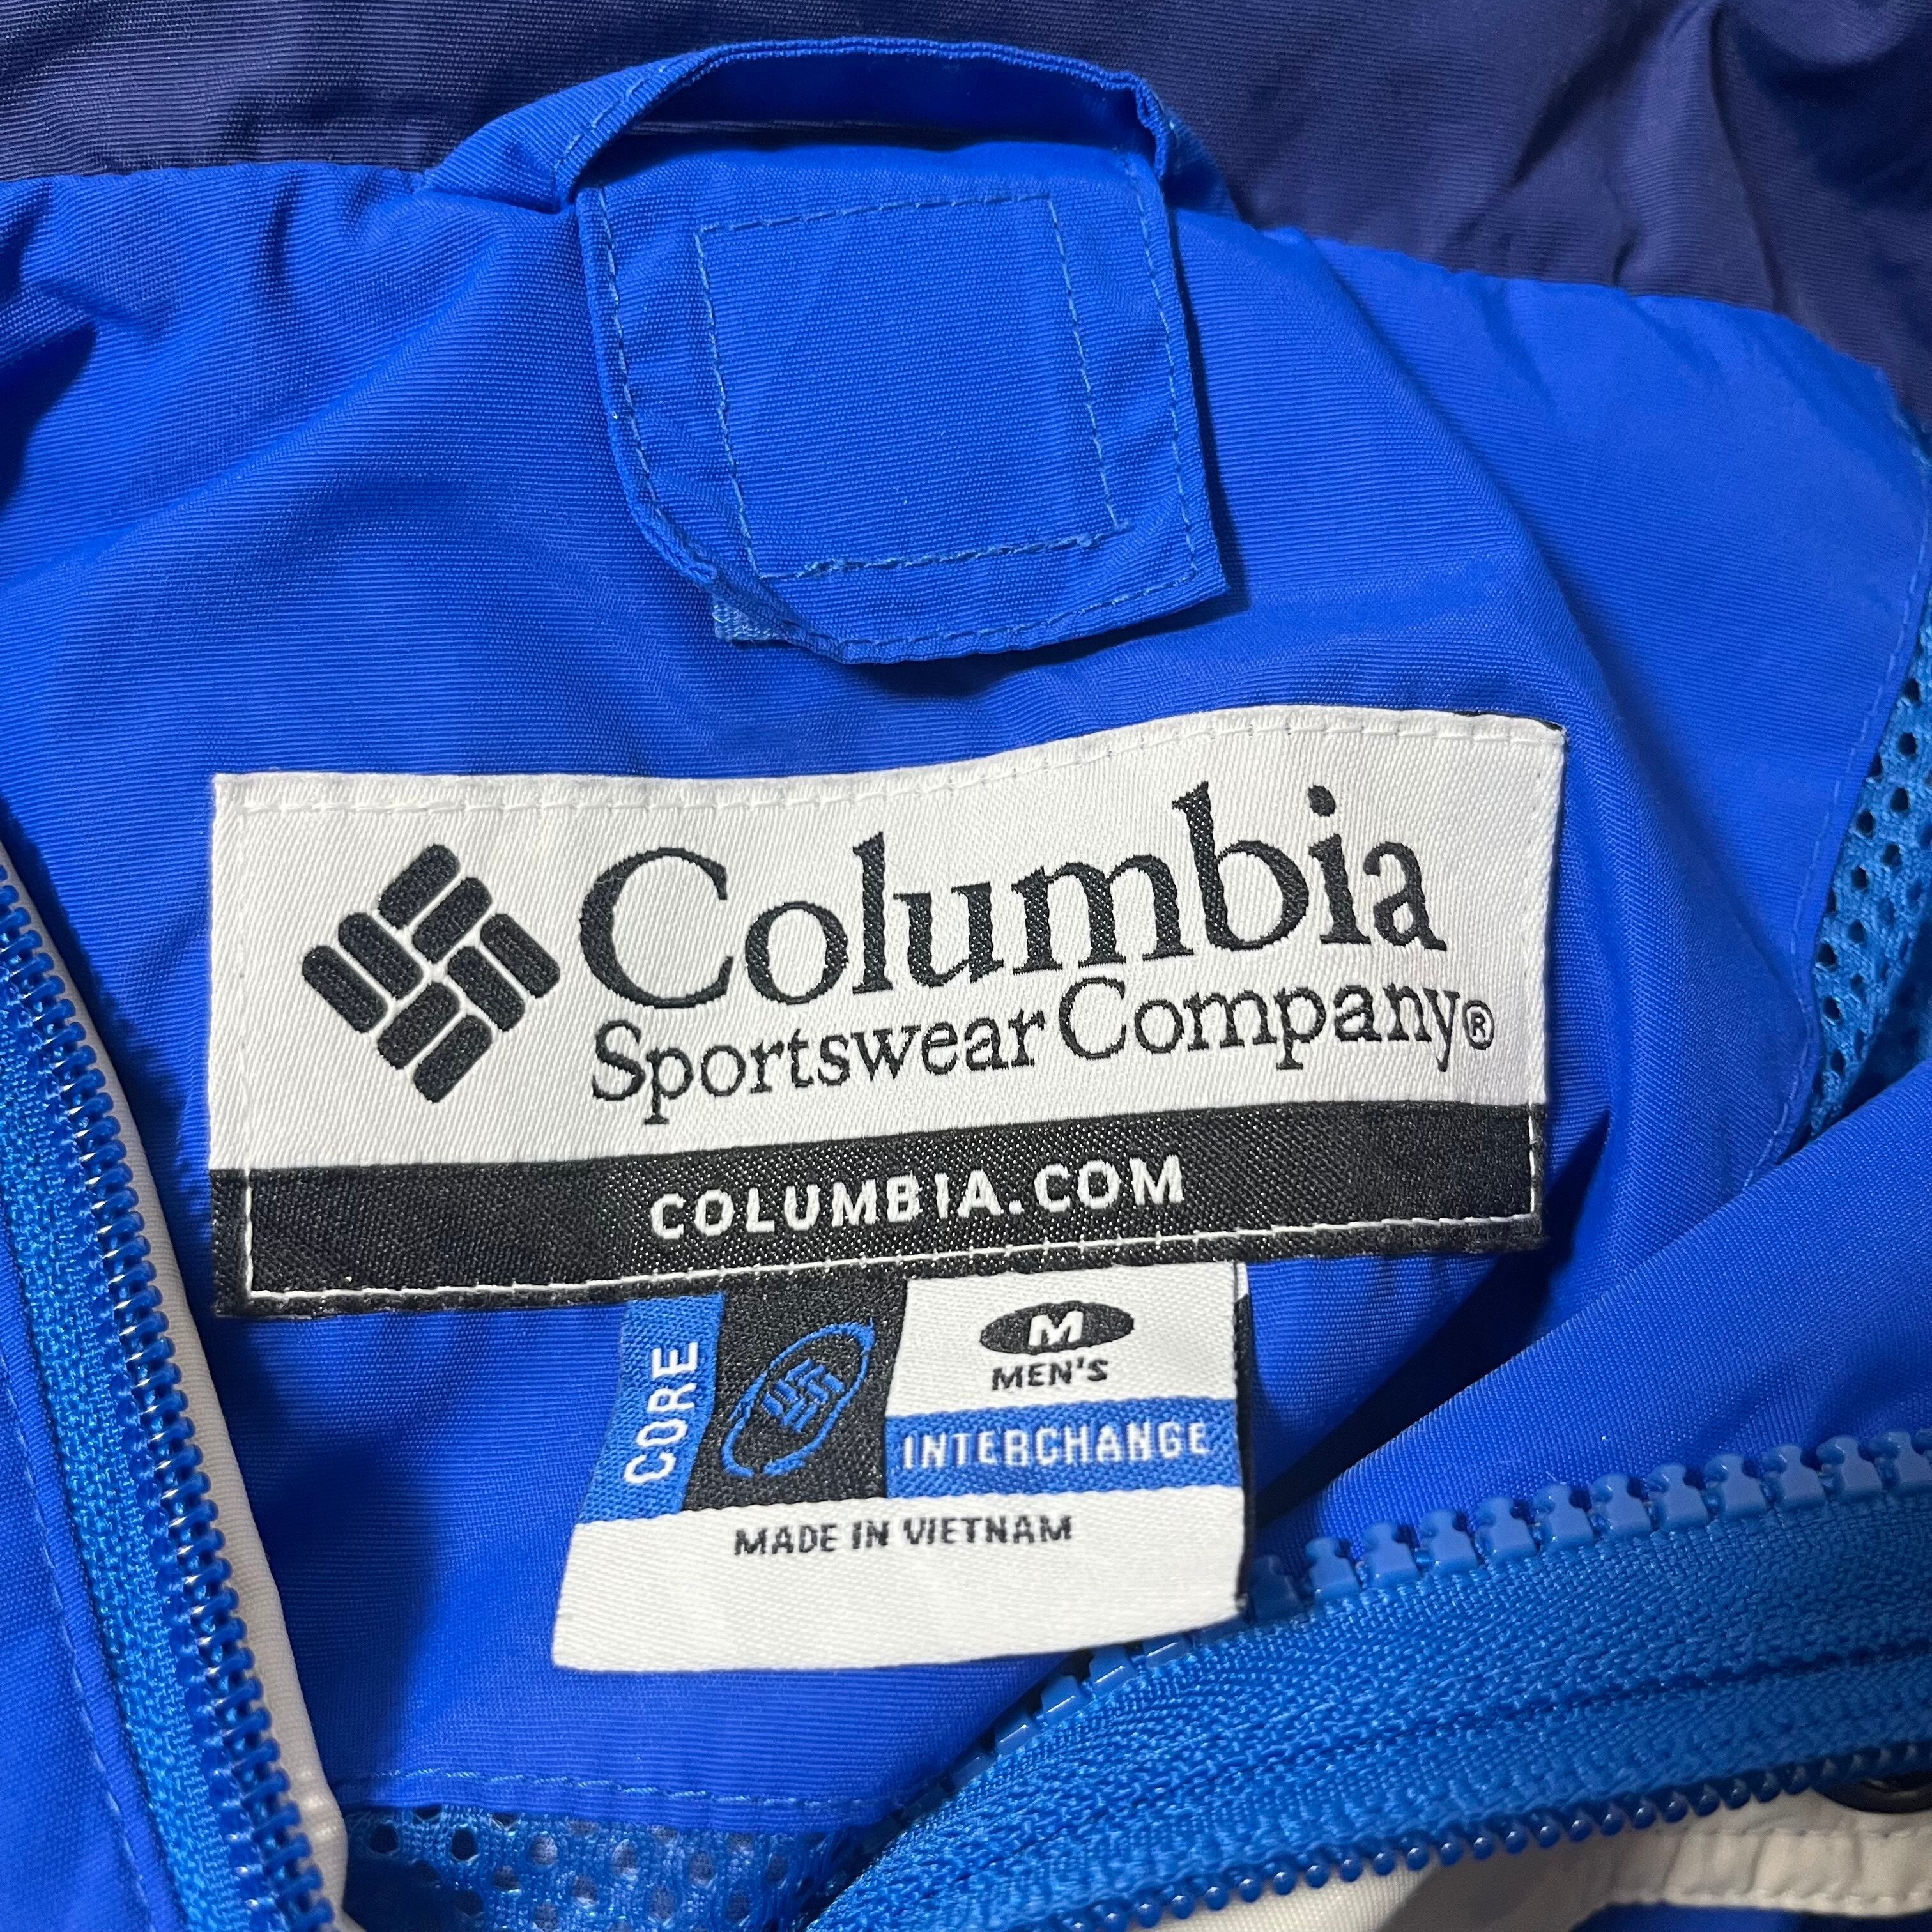 Columbia
Sportswear Company®
COLUMBIA.COM
CORE
M
MEN'S
INTERCHANGE
MADE IN VIETNAM